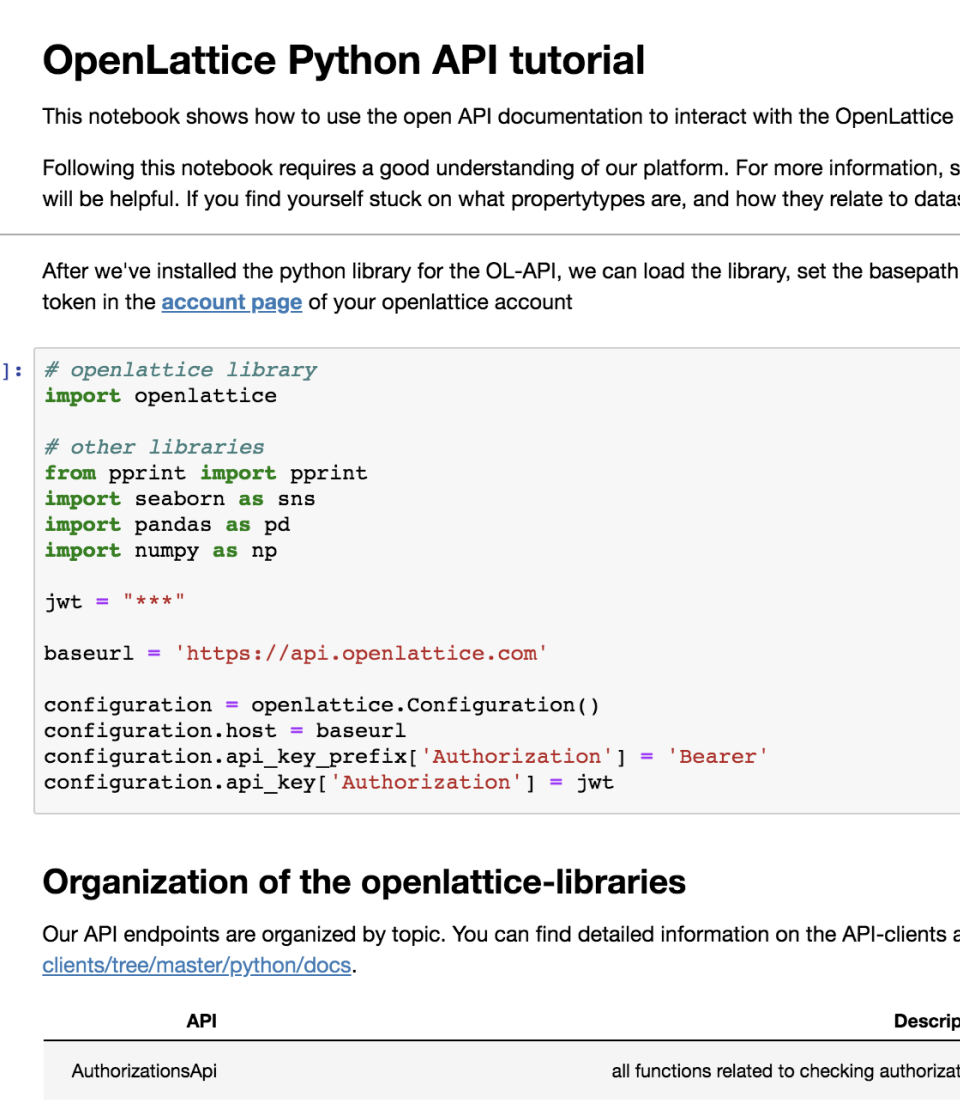 OpenLattice Python API tutorial
This notebook shows how to use the open API documentation to interact with the OpenLattice
Following this notebook requires a good understanding of our platform. For more information, s
will be helpful. If you find yourself stuck on what propertytypes are, and how they relate to datas
After we've installed the python library for the OL-API, we can load the library, set the basepath
token in the account page of your openlattice account
]: # openlattice library
import openlattice
# other libraries
from pprint import pprint
import seaborn as sns
import pandas as pd
import numpy as np
jwt = "***"
baseurl = 'https://api.openlattice.com'
configuration = openlattice.Configuration()
configuration.host = baseurl
configuration.api_key_prefix['Authorization'] = 'Bearer'
configuration.api_key['Authorization'] = jwt
Organization of the openlattice-libraries
Our API endpoints are organized by topic. You can find detailed information on the API-clients a
clients/tree/master/python/docs.
API Descrip
AuthorizationsApi all functions related to checking authorizat